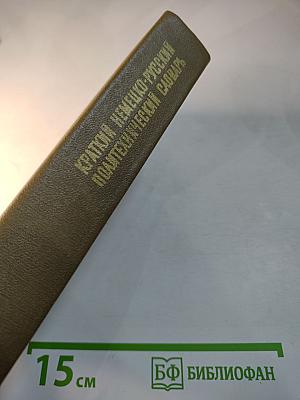 КРАТКИЙ НЕМЕЦКО-РУССКИЙ
ПОЛИТЕХНИЧЕСКИЙ СЛОВАРЬ
15 см
БФ БИБЛИОФАН